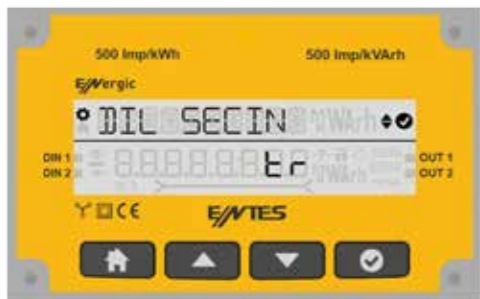 500 Imp/kWh 500 Imp/kVArh
ENergic
DIL SECIN
DIN 1 OUT 1
DIN 2 OUT 2
tr
CE
ENTES